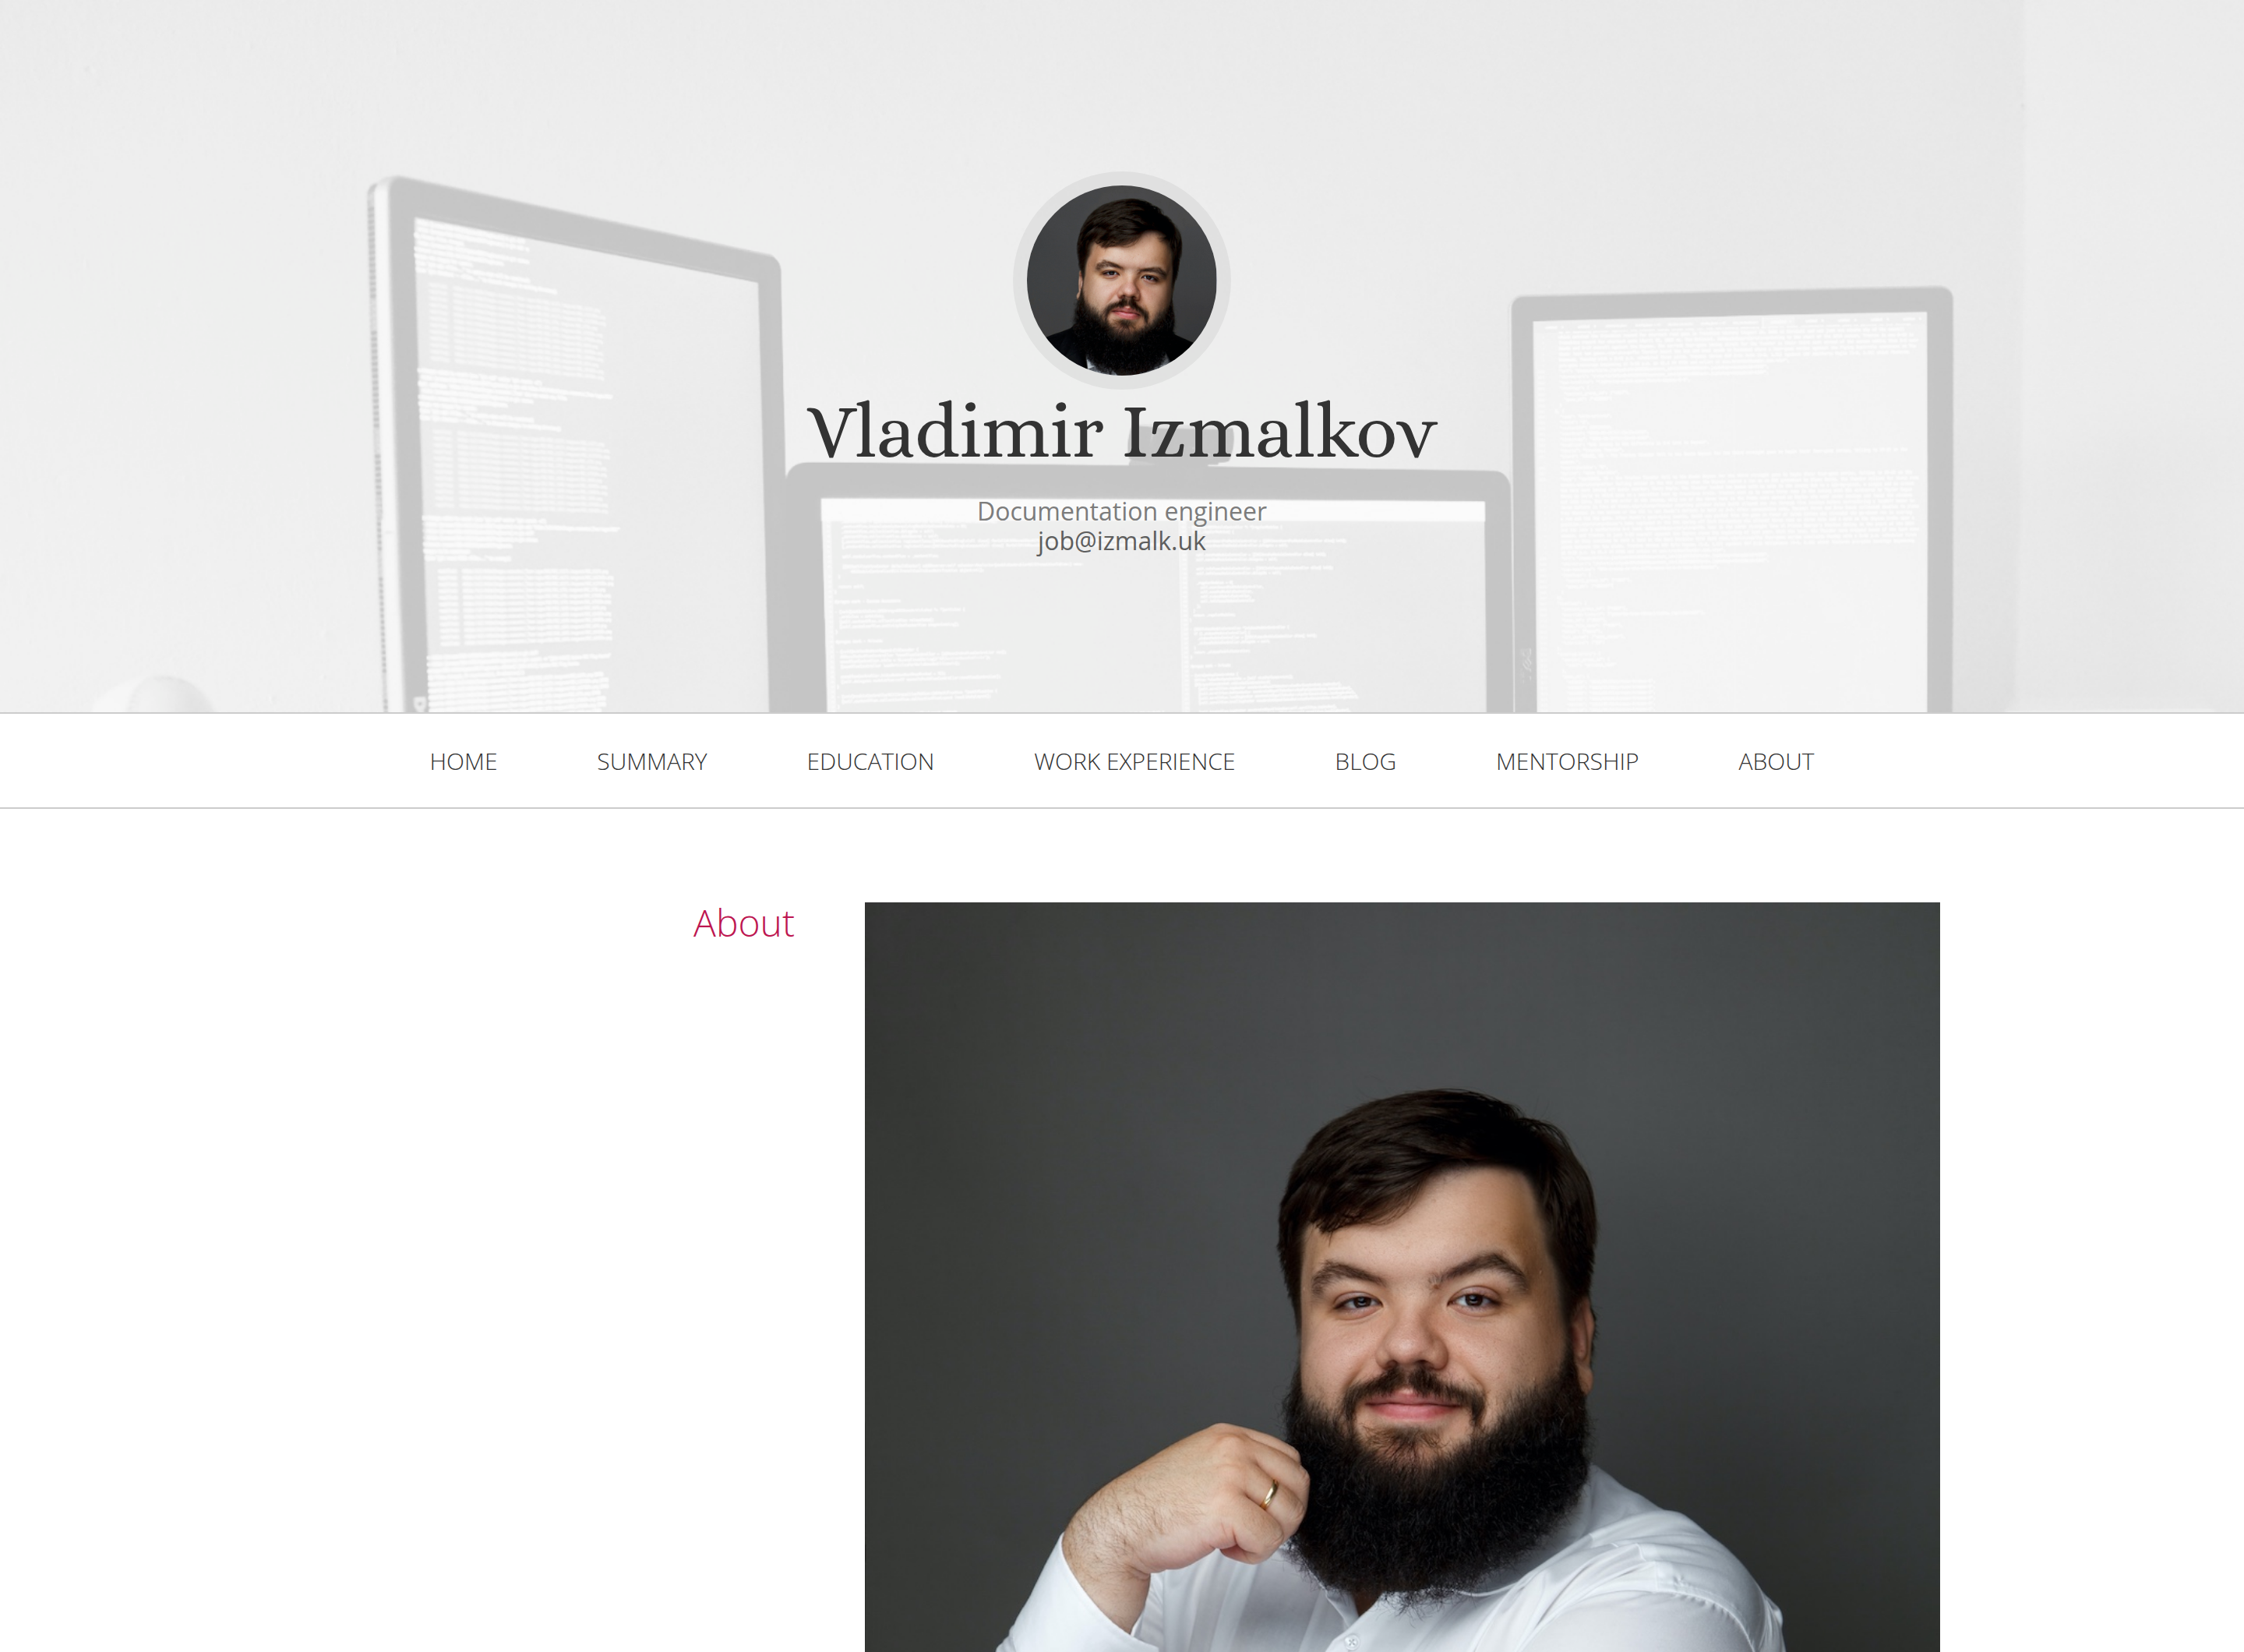 Vladimir Izmalkov
Documentation engineer
job@izmalk.uk
HOME SUMMARY EDUCATION WORK EXPERIENCE BLOG MENTORSHIP ABOUT
About